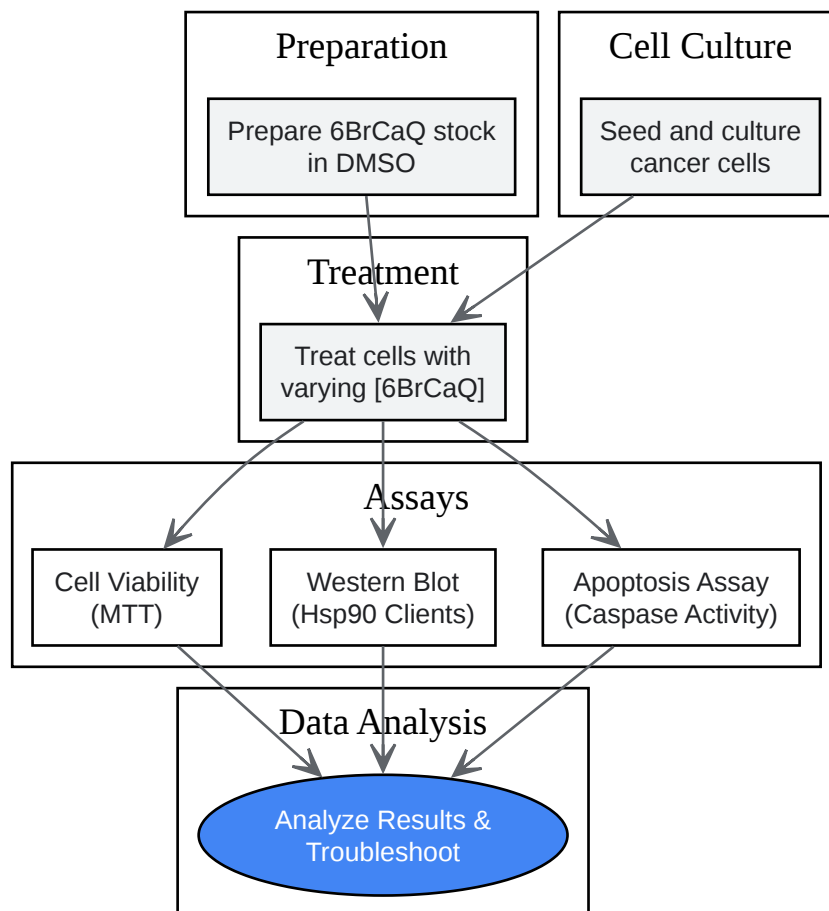 Preparation
Cell Culture
Prepare 6BrCaQ stock
in DMSO
Seed and culture
cancer cells
Treatment
Treat cells with
varying [6BrCaQ]
Assays
Cell Viability
(MTT)
Western Blot
(Hsp90 Clients)
Apoptosis Assay
(Caspase Activity)
Data Analysis
Analyze Results &
Troubleshoot